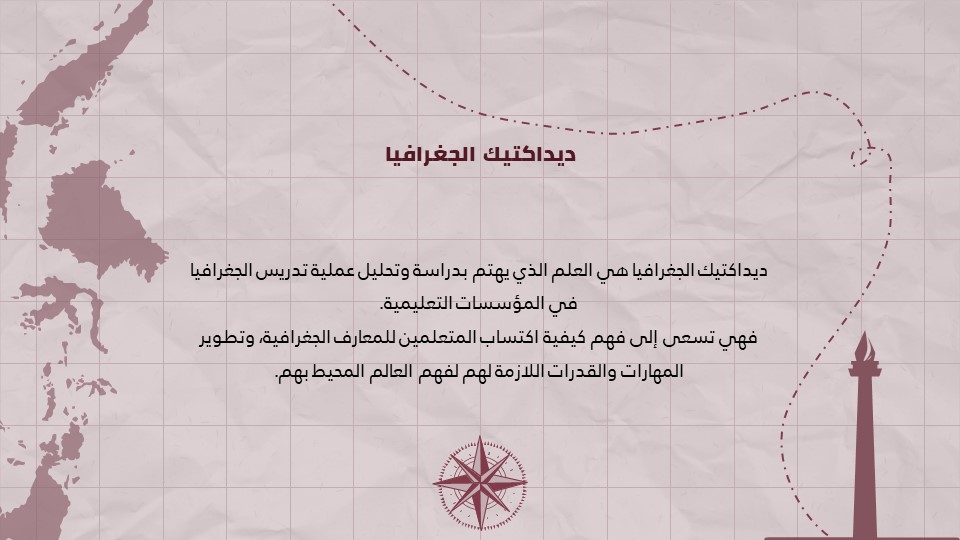 ديداكتيك الجغرافيا
ديداكتيك الجغرافيا هي العلم الذي يهتم بدراسة وتحليل عملية تدريس الجغرافيا
في المؤسسات التعليمية.
فهي تسعى إلى فهم كيفية اكتساب المتعلمين للمعارف الجغرافية، وتطوير
المهارات والقدرات اللازمة لهم لفهم العالم المحيط بهم.